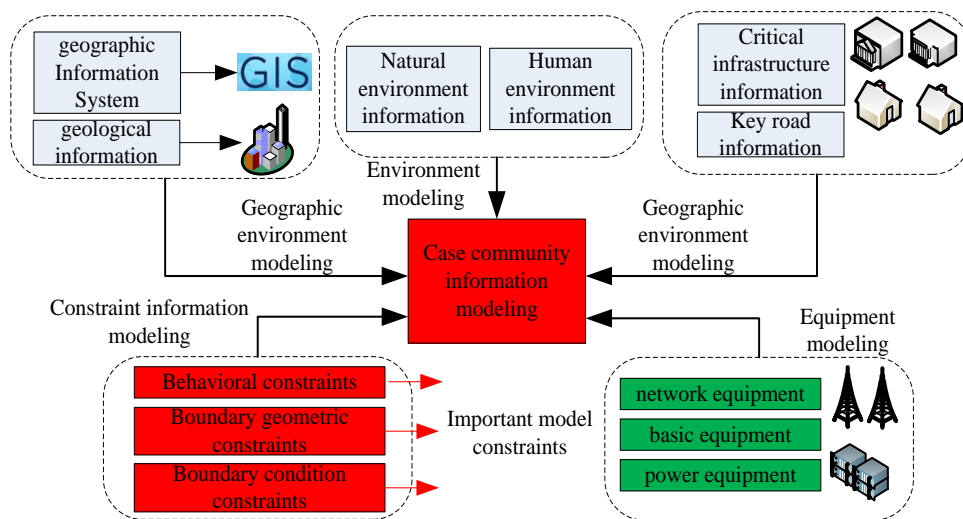 geographic
Information
System
GIS
geological
information
Natural
environment
information
Human
environment
information
Critical
infrastructure
information
Key road
information
Environment
modeling
Geographic
environment
modeling
Geographic
environment
modeling
Case community
information
modeling
Constraint information
modeling
Equipment
modeling
Behavioral constraints
Boundary geometric
constraints
Boundary condition
constraints
Important model
constraints
network equipment
basic equipment
power equipment